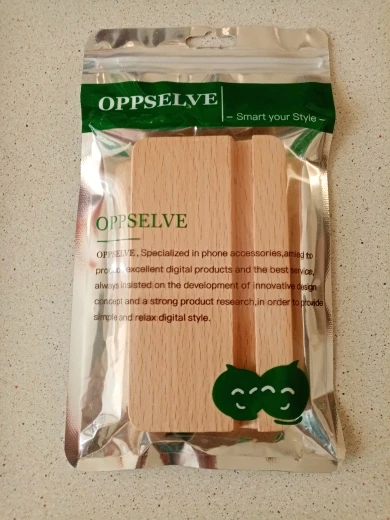 OPPSELVE
– Smart your Style –
OPPSELVE
OPPSELVE, Specialized in phone accessories,aimed to
produc excellent digital products and the best service,
always insisted on the development of innovative design
concept and a strong product research,in order to provide
simple and relax digital style.